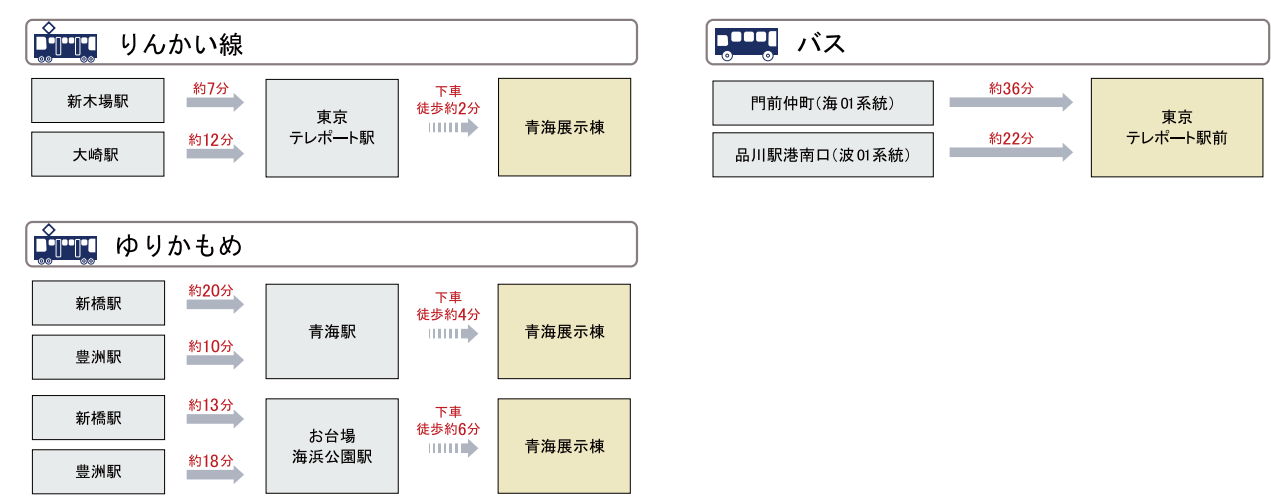 りんかい線
新木場駅
約7分
大崎駅
約12分
東京
テレポート駅
下車
徒歩約2分
青海展示棟
バス
門前仲町(海01系統)
約36分
品川駅港南口(波01系統)
約22分
東京
テレポート駅前
ゆりかもめ
新橋駅
約20分
豊洲駅
約10分
青海駅
下車
徒歩約4分
青海展示棟
新橋駅
約13分
豊洲駅
約18分
お台場
海浜公園駅
下車
徒歩約6分
青海展示棟